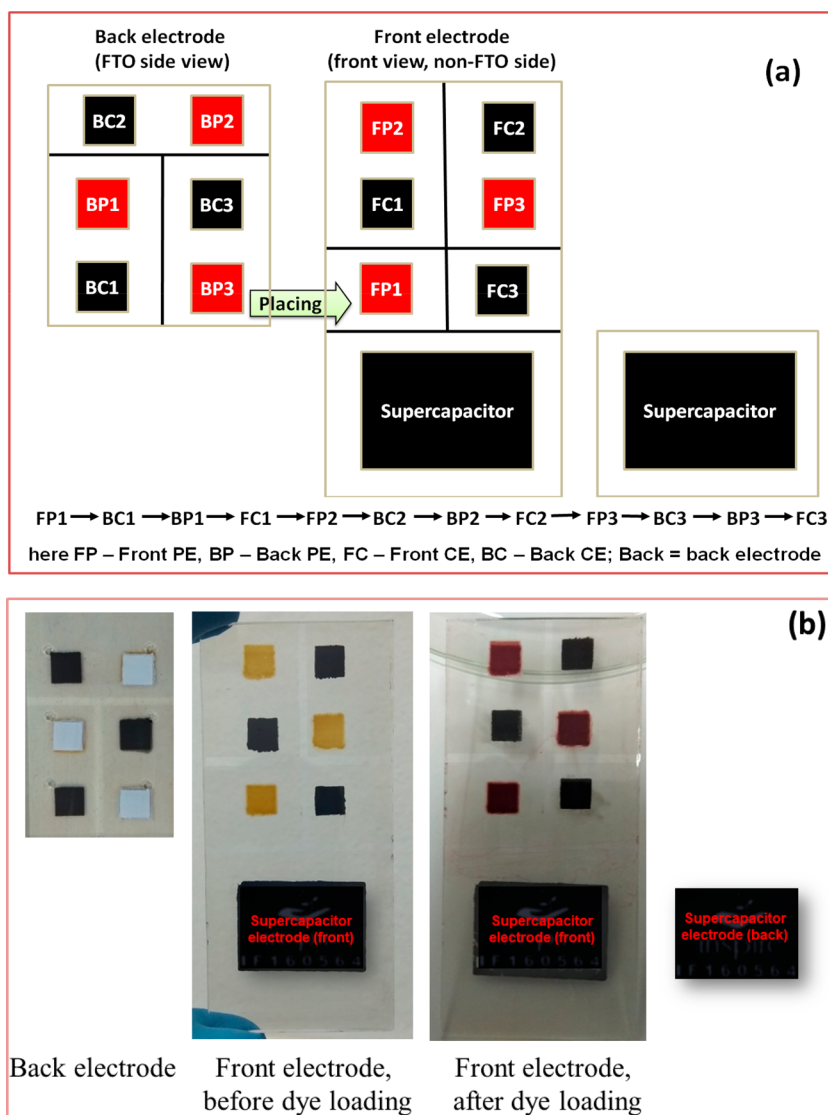 Back electrode
(FTO side view)
Front electrode
(front view, non-FTO side)
(a)
BC2
BP2
BP1
BC3
BC1
BP3
Placing
FP2
FC2
FC1
FP3
FP1
FC3
Supercapacitor
Supercapacitor
FP1 → BC1 → BP1 → FC1 → FP2 → BC2 → BP2 → FC2 → FP3 → BC3 → BP3 → FC3
here FP – Front PE, BP – Back PE, FC – Front CE, BC – Back CE; Back = back electrode
(b)
Supercapacitor
electrode (front)
IF160564
Supercapacitor
electrode (front)
IF160564
Supercapacitor
electrode (back)
IF160564
Back electrode
Front electrode,
before dye loading
Front electrode,
after dye loading